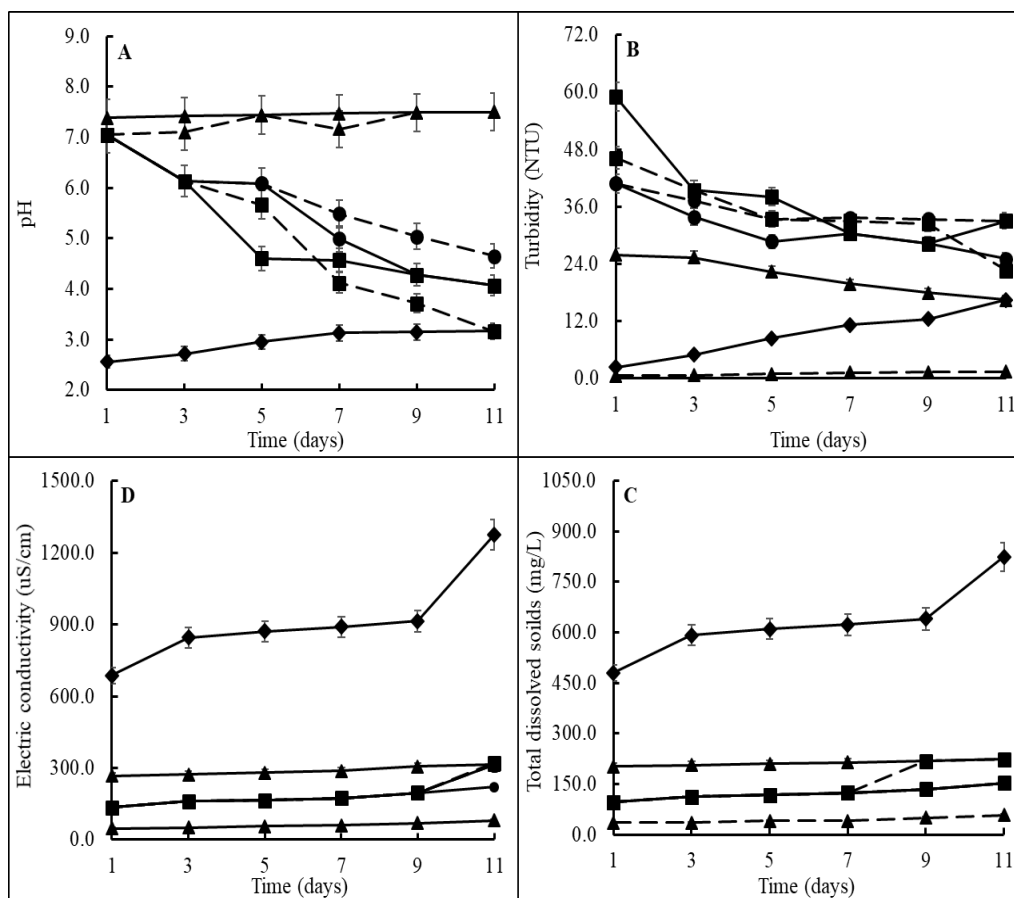 A
pH
9.0
8.0
7.0
6.0
5.0
4.0
3.0
2.0
1 3 5 7 9 11
Time (days)
B
Turbidity (NTU)
72.0
60.0
48.0
36.0
24.0
12.0
0.0
1 3 5 7 9 11
Time (days)
D
Electric conductivity (uS/cm)
1500.0
1200.0
900.0
600.0
300.0
0.0
1 3 5 7 9 11
Time (days)
C
Total dissolved soilds (mg/L)
1050.0
900.0
750.0
600.0
450.0
300.0
150.0
0.0
1 3 5 7 9 11
Time (days)